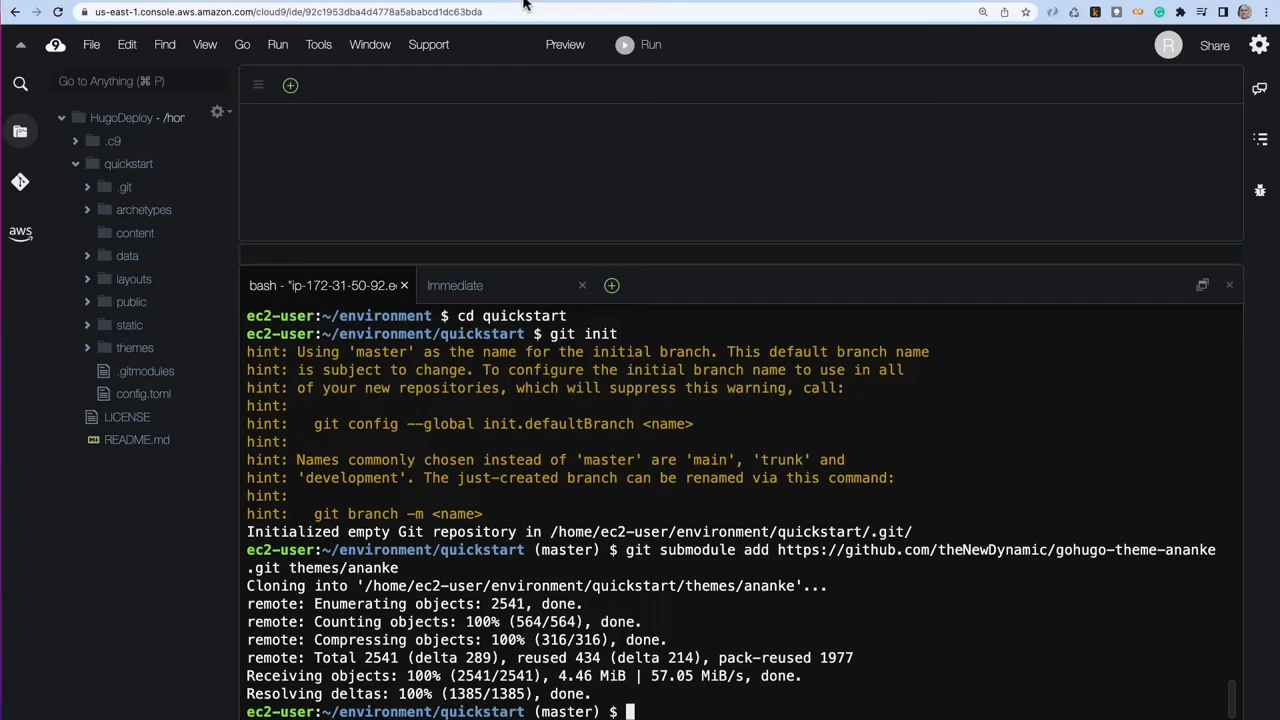 us-east-1.console.aws.amazon.com/cloud9/ide/92c1953dba4d4778a5ababcd1dc63bda
9 File Edit Find View Go Run Tools Window Support Preview Run R Share
Go to Anything (⌘ P)
HugoDeploy - /hor
.c9
quickstart
.git
archetypes
content
data
layouts
public
static
themes
.gitmodules
config.toml
LICENSE
README.md
aws
bash - "ip-172-31-50-92.ec × Immediate ×
ec2-user:~/environment $ cd quickstart
ec2-user:~/environment/quickstart $ git init
hint: Using 'master' as the name for the initial branch. This default branch name
hint: is subject to change. To configure the initial branch name to use in all
hint: of your new repositories, which will suppress this warning, call:
hint:
hint:   git config --global init.defaultBranch <name>
hint:
hint: Names commonly chosen instead of 'master' are 'main', 'trunk' and
hint: 'development'. The just-created branch can be renamed via this command:
hint:
hint:   git branch -m <name>
Initialized empty Git repository in /home/ec2-user/environment/quickstart/.git/
ec2-user:~/environment/quickstart (master) $ git submodule add https://github.com/theNewDynamic/gohugo-theme-ananke
.git themes/ananke
Cloning into '/home/ec2-user/environment/quickstart/themes/ananke'...
remote: Enumerating objects: 2541, done.
remote: Counting objects: 100% (564/564), done.
remote: Compressing objects: 100% (316/316), done.
remote: Total 2541 (delta 289), reused 434 (delta 214), pack-reused 1977
Receiving objects: 100% (2541/2541), 4.46 MiB | 57.05 MiB/s, done.
Resolving deltas: 100% (1385/1385), done.
ec2-user:~/environment/quickstart (master) $